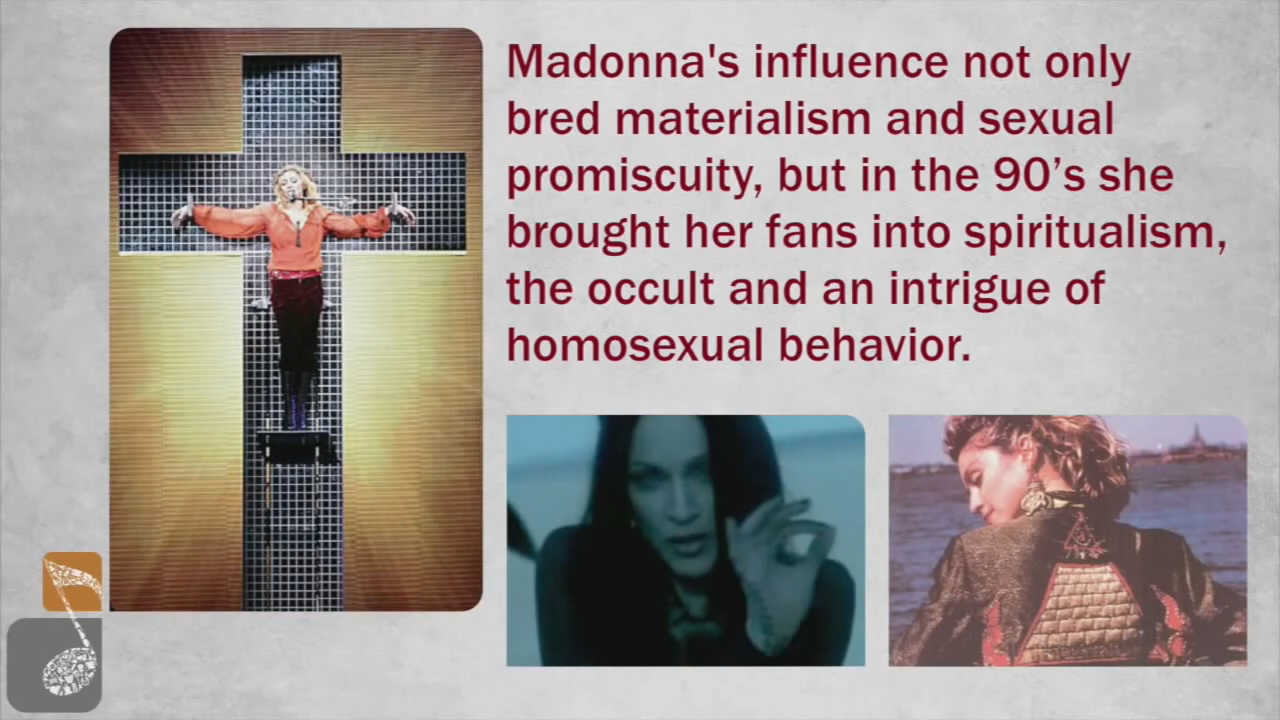 Madonna's influence not only
bred materialism and sexual
promiscuity, but in the 90’s she
brought her fans into spiritualism,
the occult and an intrigue of
homosexual behavior.